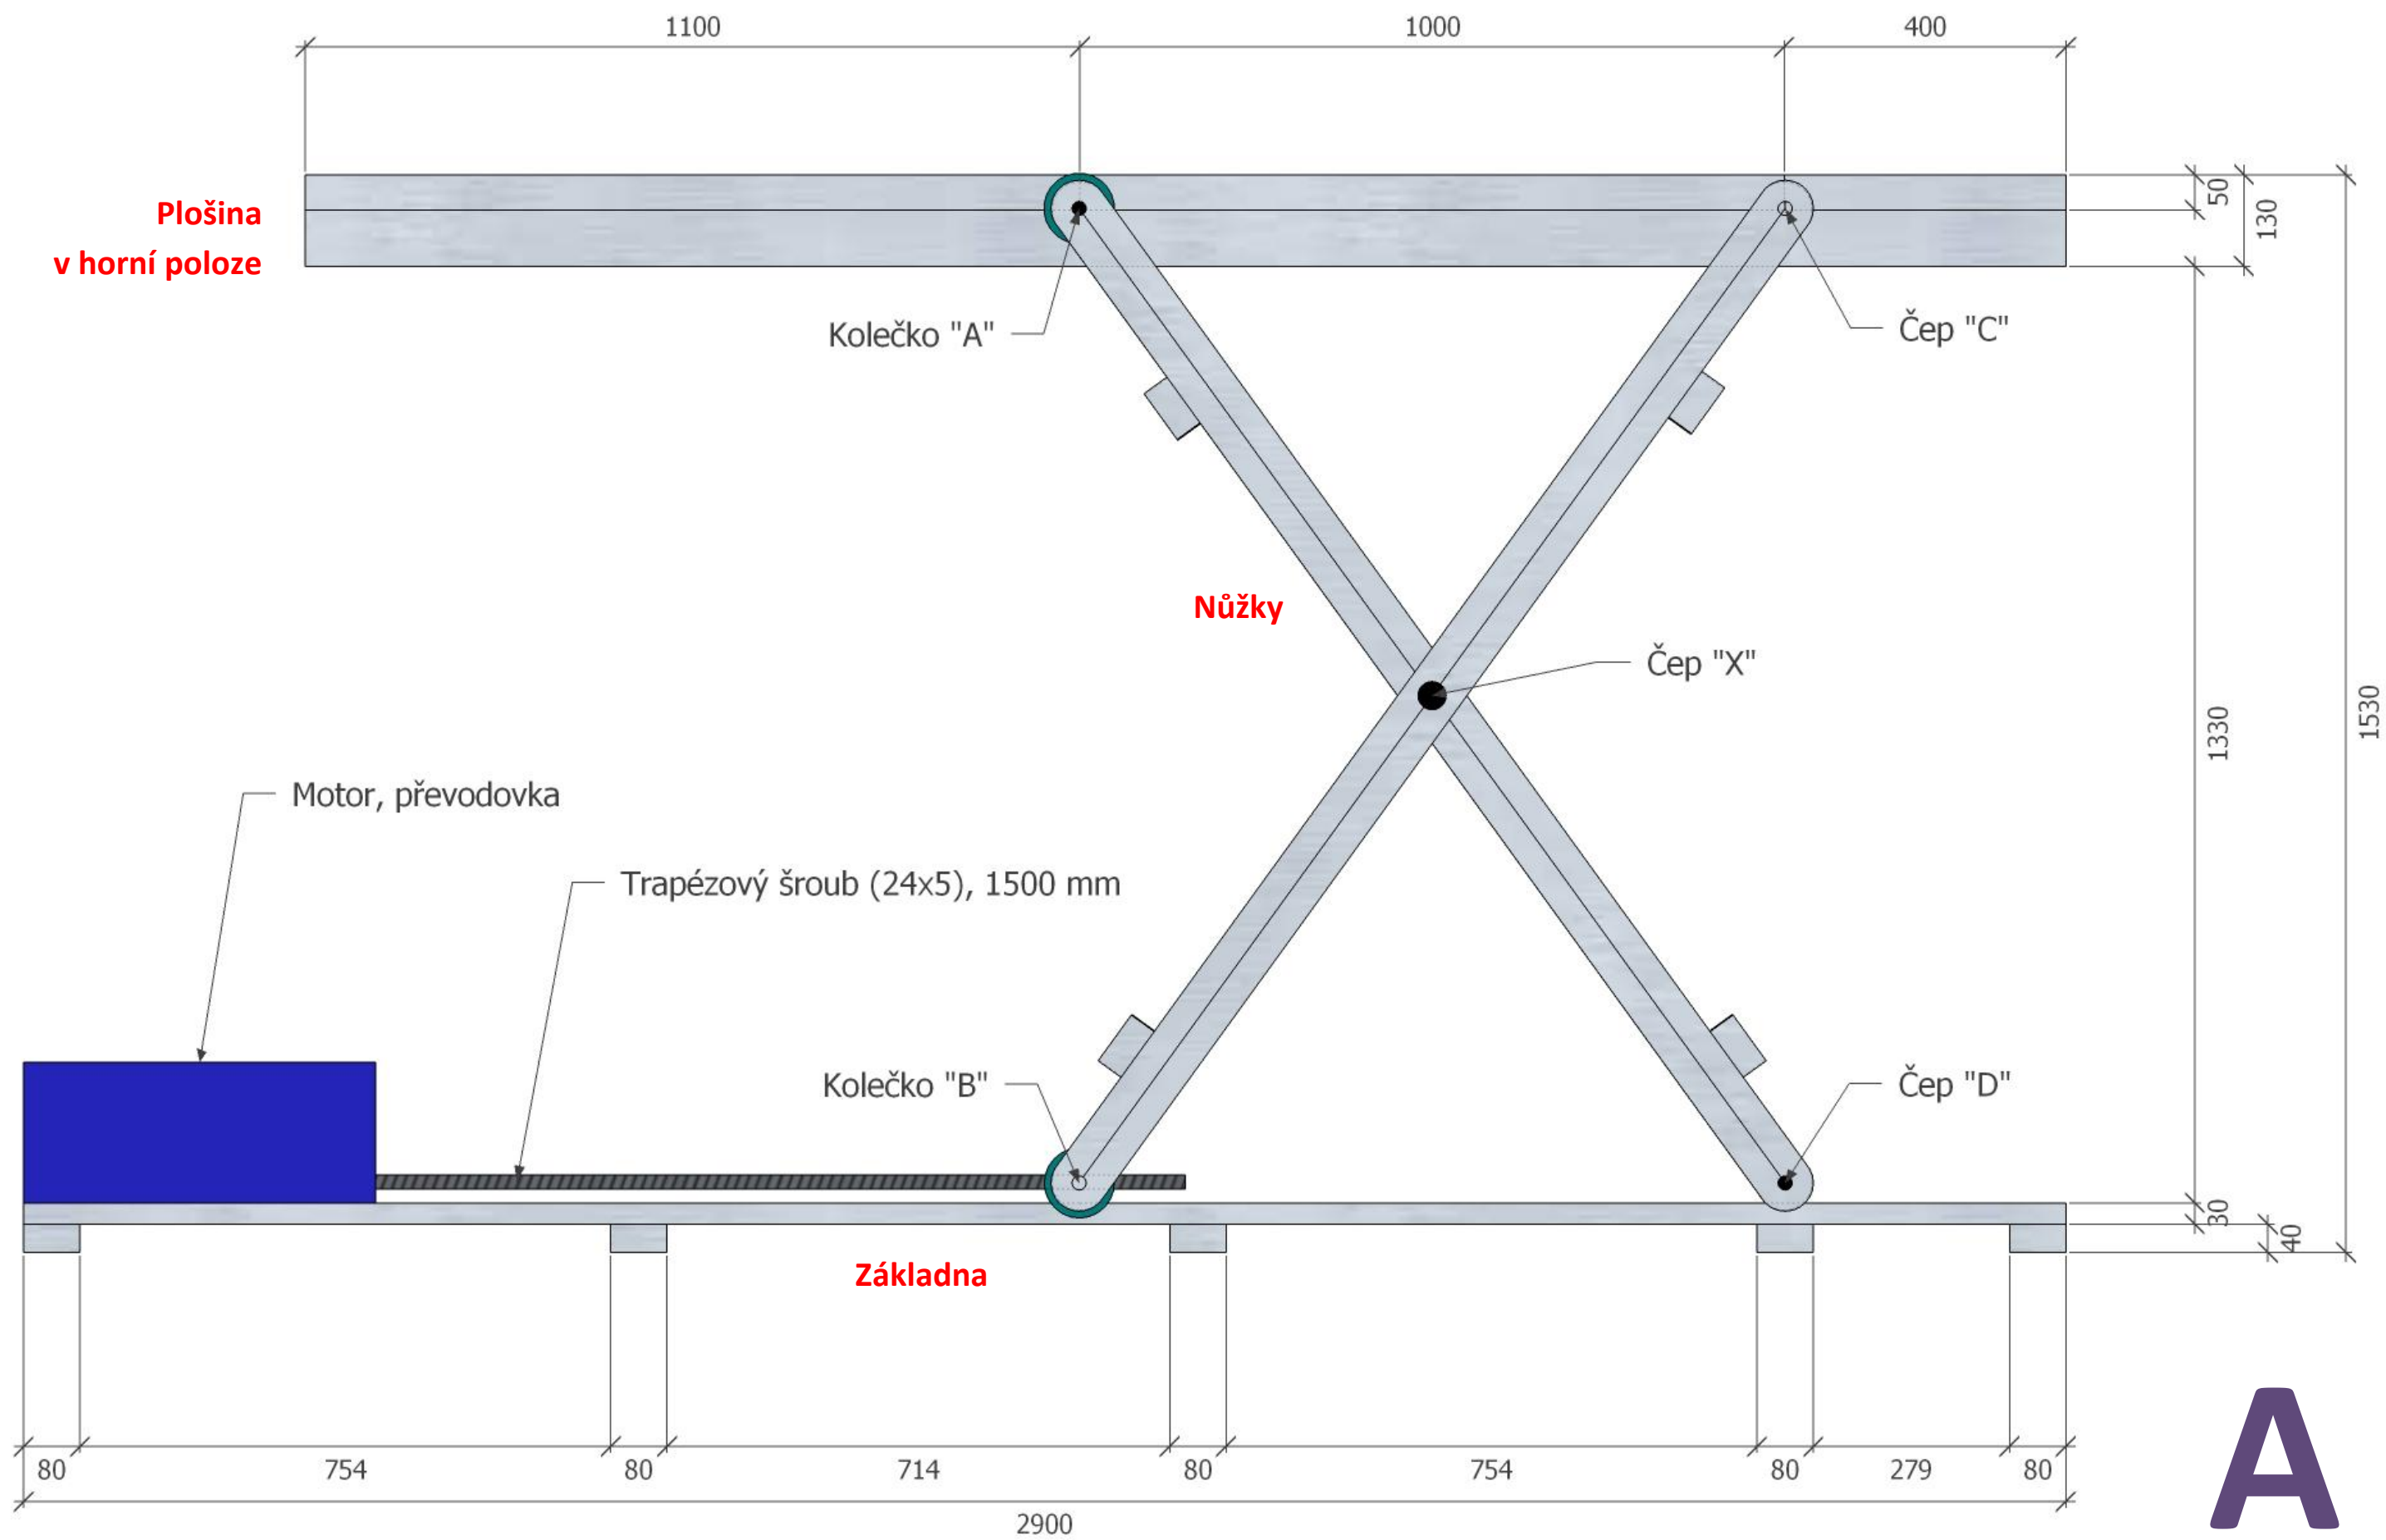 1100
1000
400
Plošina
v horní poloze
50
130
Kolečko "A"
Čep "C"
Nůžky
Čep "X"
1330
1530
Motor, převodovka
Trapézový šroub (24x5), 1500 mm
Kolečko "B"
Čep "D"
30
40
Základna
80
754
80
714
80
754
80
279
80
2900
A